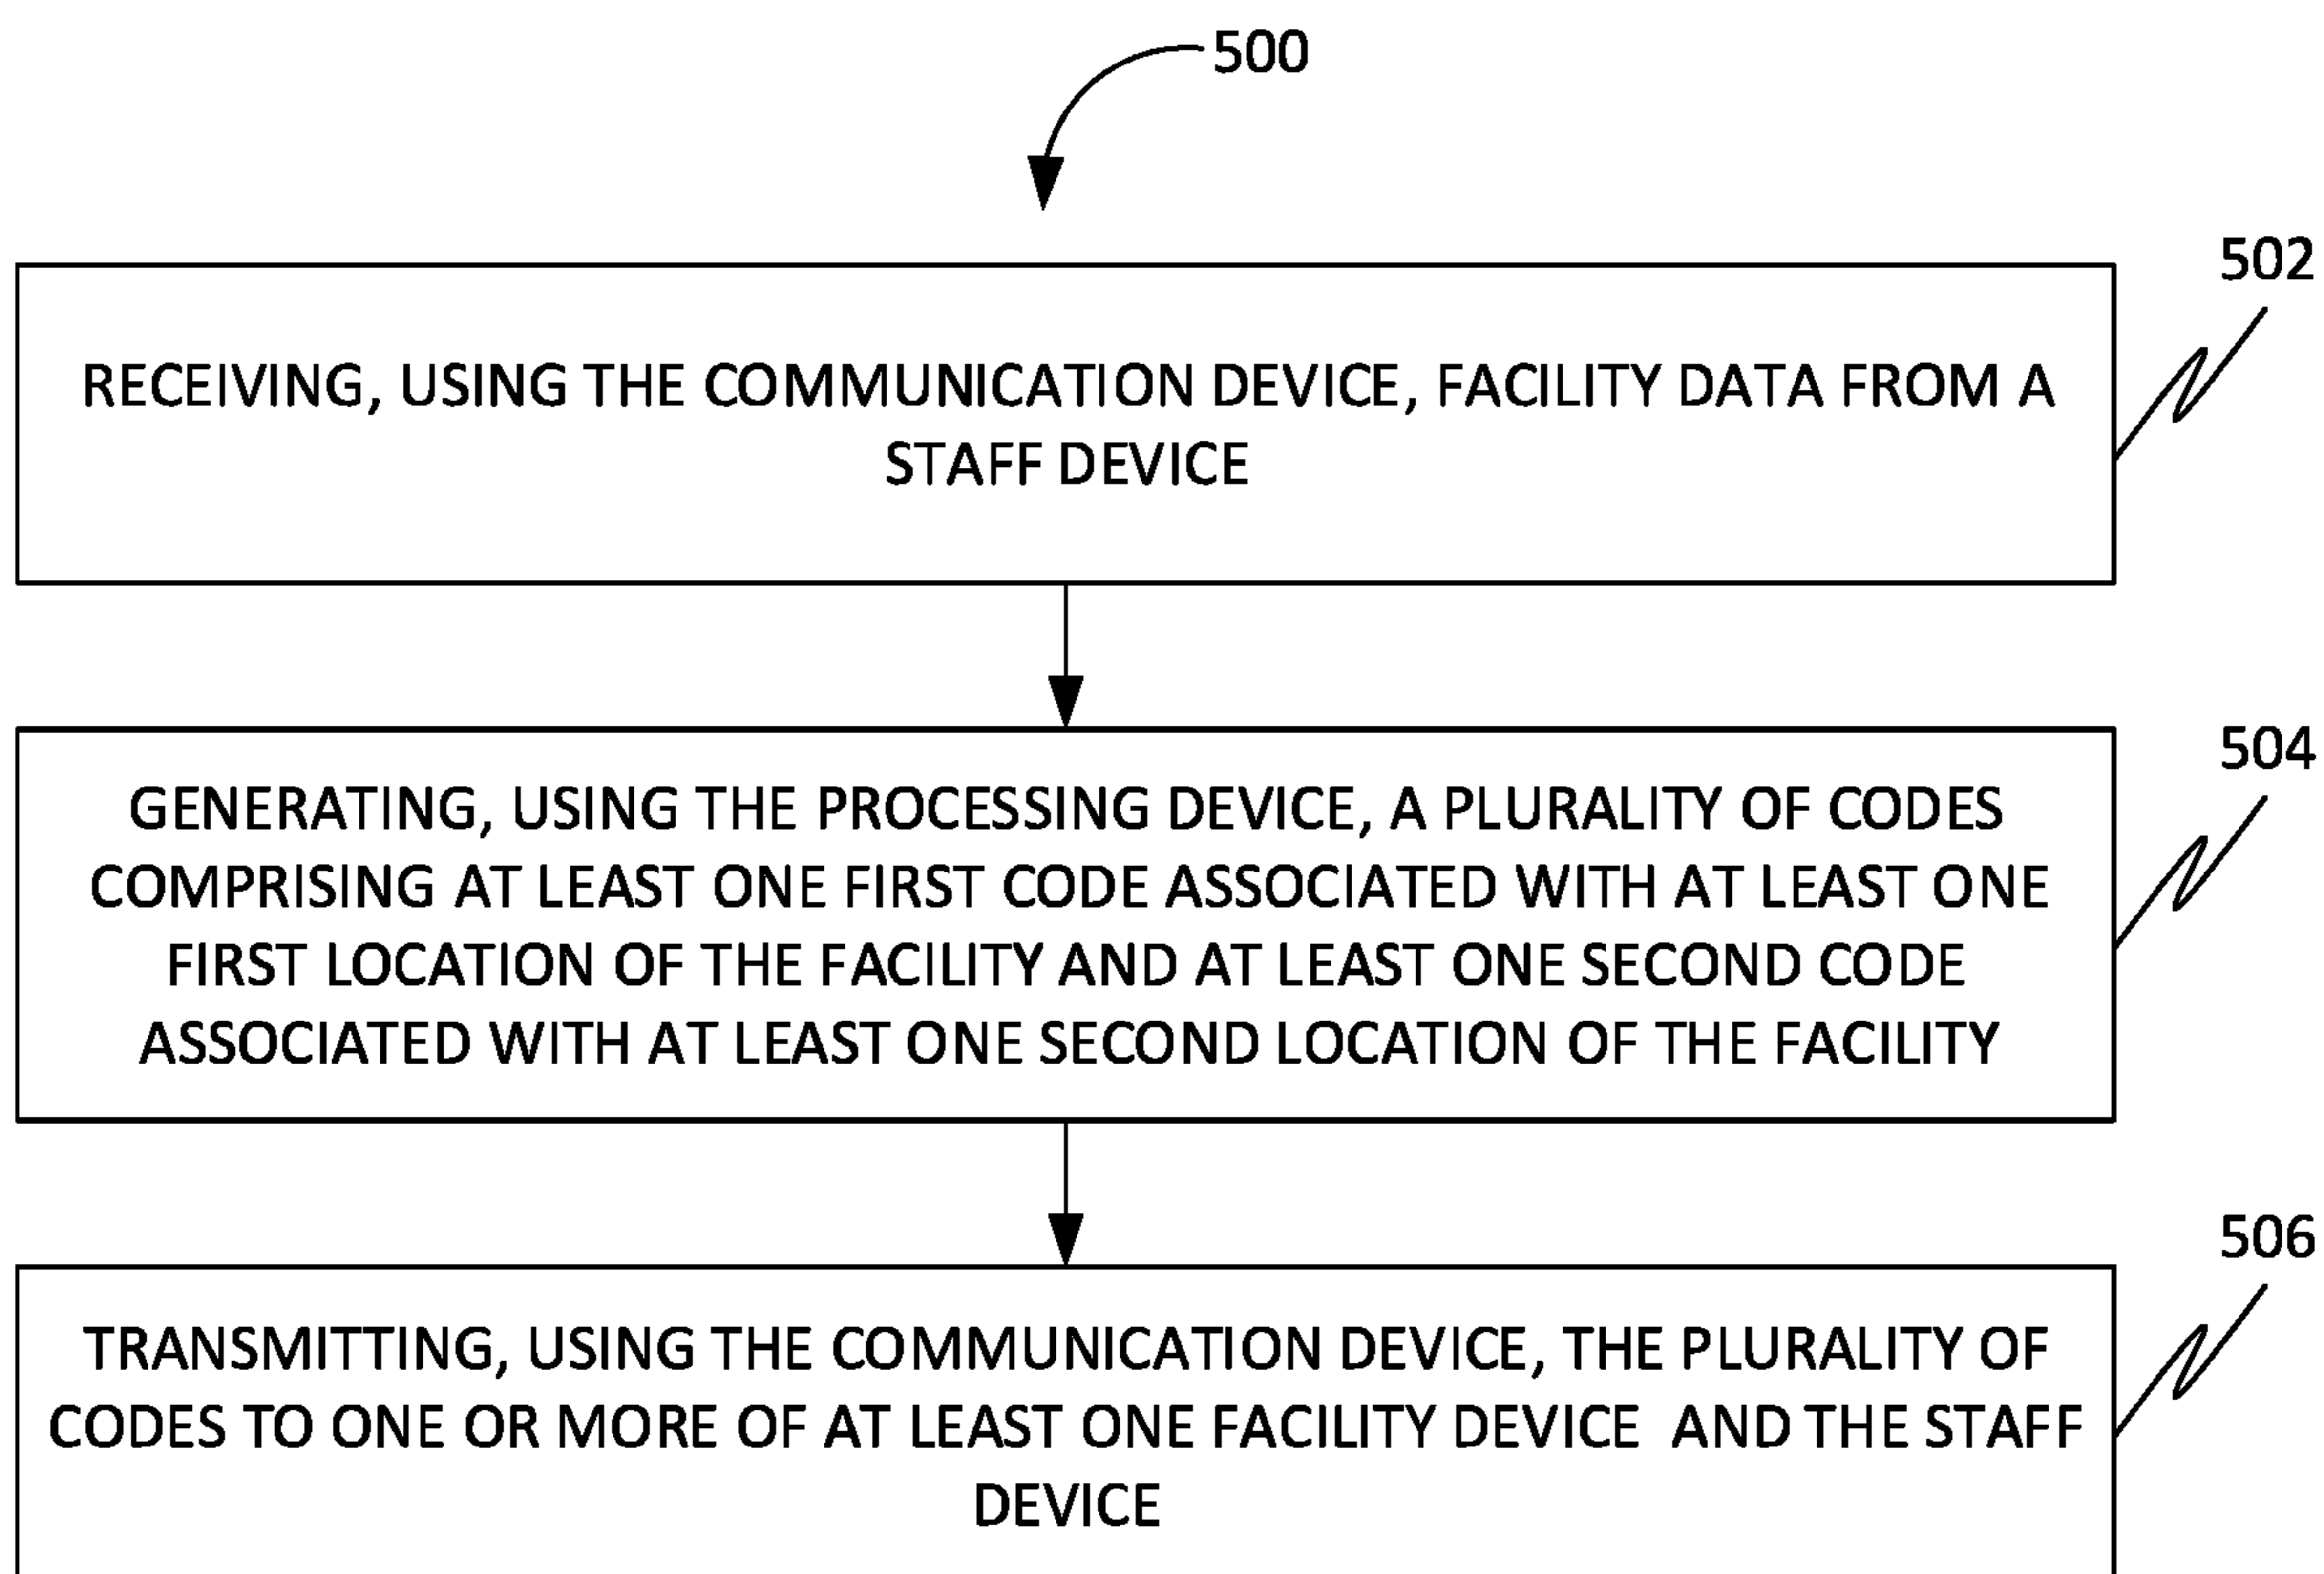 500
502
RECEIVING, USING THE COMMUNICATION DEVICE, FACILITY DATA FROM A
STAFF DEVICE
504
GENERATING, USING THE PROCESSING DEVICE, A PLURALITY OF CODES
COMPRISING AT LEAST ONE FIRST CODE ASSOCIATED WITH AT LEAST ONE
FIRST LOCATION OF THE FACILITY AND AT LEAST ONE SECOND CODE
ASSOCIATED WITH AT LEAST ONE SECOND LOCATION OF THE FACILITY
506
TRANSMITTING, USING THE COMMUNICATION DEVICE, THE PLURALITY OF
CODES TO ONE OR MORE OF AT LEAST ONE FACILITY DEVICE AND THE STAFF
DEVICE